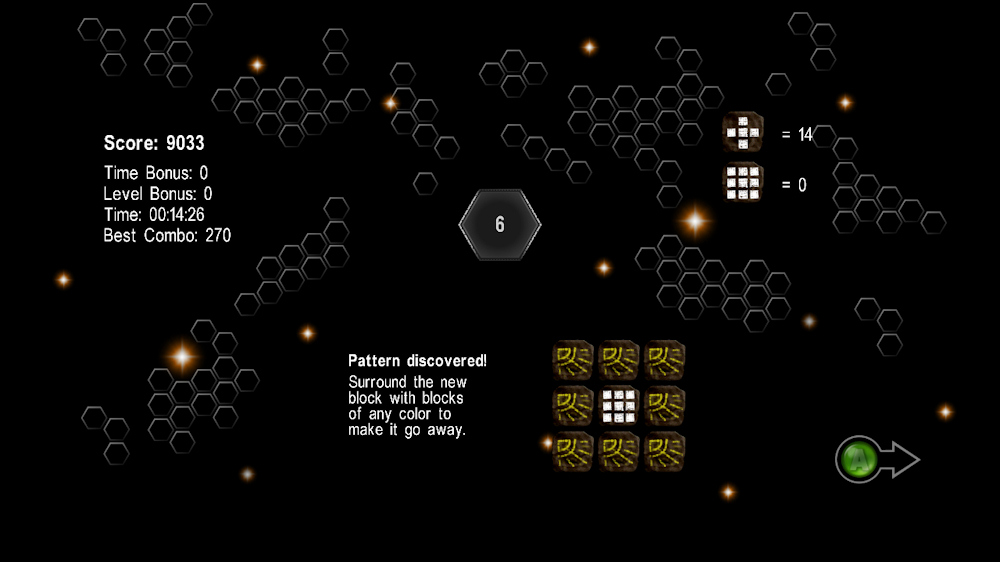 Score: 9033
Time Bonus: 0
Level Bonus: 0
Time: 00:14:26
Best Combo: 270
= 14
= 0
6
Pattern discovered!
Surround the new
block with blocks
of any color to
make it go away.
A